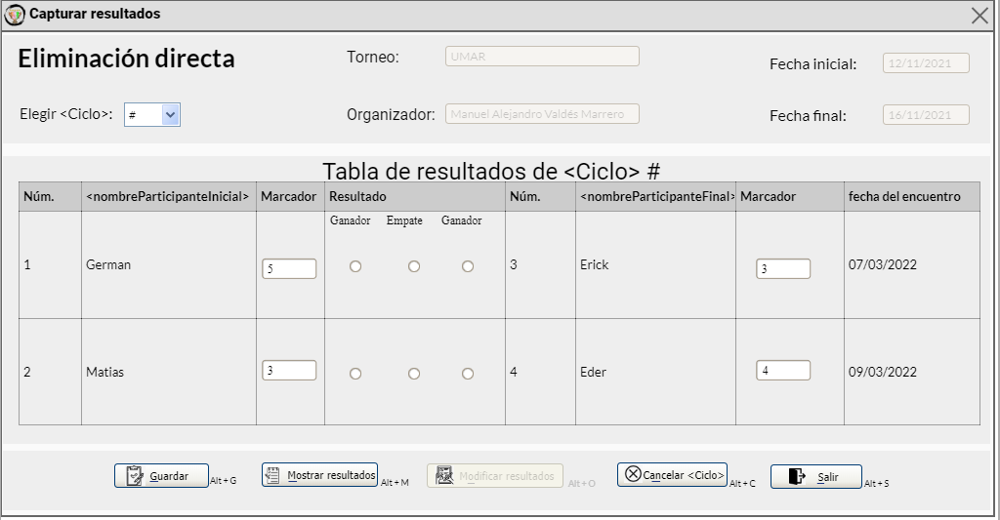 Capturar resultados
Eliminación directa
Torneo: UMAR
Fecha inicial: 12/11/2021
Elegir <Ciclo>: #
Organizador: Manuel Alejandro Valdés Marrero
Fecha final: 16/11/2021
Tabla de resultados de <Ciclo> #
Núm. <nombreParticipanteInicial> Marcador Resultado Núm. <nombreParticipanteFinal> Marcador fecha del encuentro
Ganador Empate Ganador
1 German 5 3 Erick 3 07/03/2022
2 Matias 3 4 Eder 4 09/03/2022
Guardar Alt + G
Mostrar resultados Alt + M
Modificar resultados Alt + O
Cancelar <Ciclo> Alt + C
Salir Alt + S